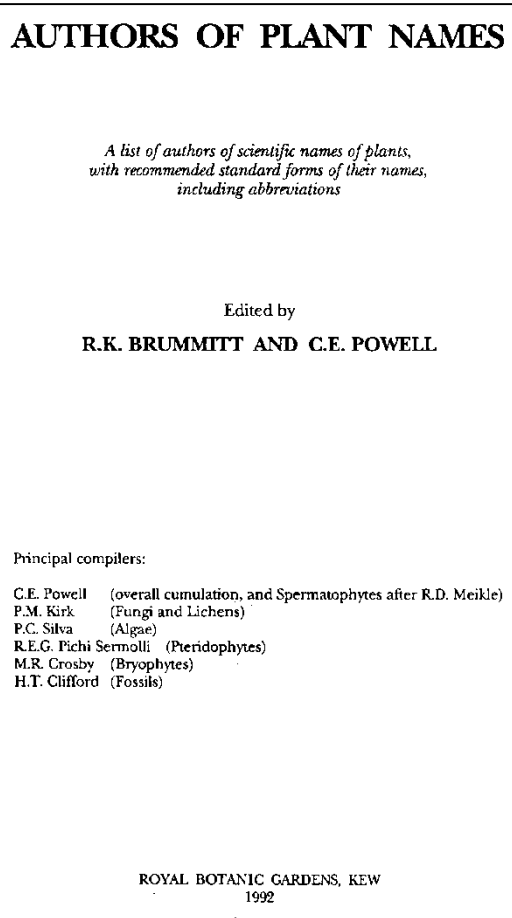 AUTHORS OF PLANT NAMES
A list of authors of scientific names of plants,
with recommended standard forms of their names,
including abbreviations
Edited by
R.K. BRUMMITT AND C.E. POWELL
Principal compilers:
C.E. Powell (overall cumulation, and Spermatophytes after R.D. Meikle)
P.M. Kirk (Fungi and Lichens)
P.C. Silva (Algae)
R.E.G. Pichi Sermolli (Pteridophytes)
M.R. Crosby (Bryophytes)
H.T. Clifford (Fossils)
ROYAL BOTANIC GARDENS, KEW
1992